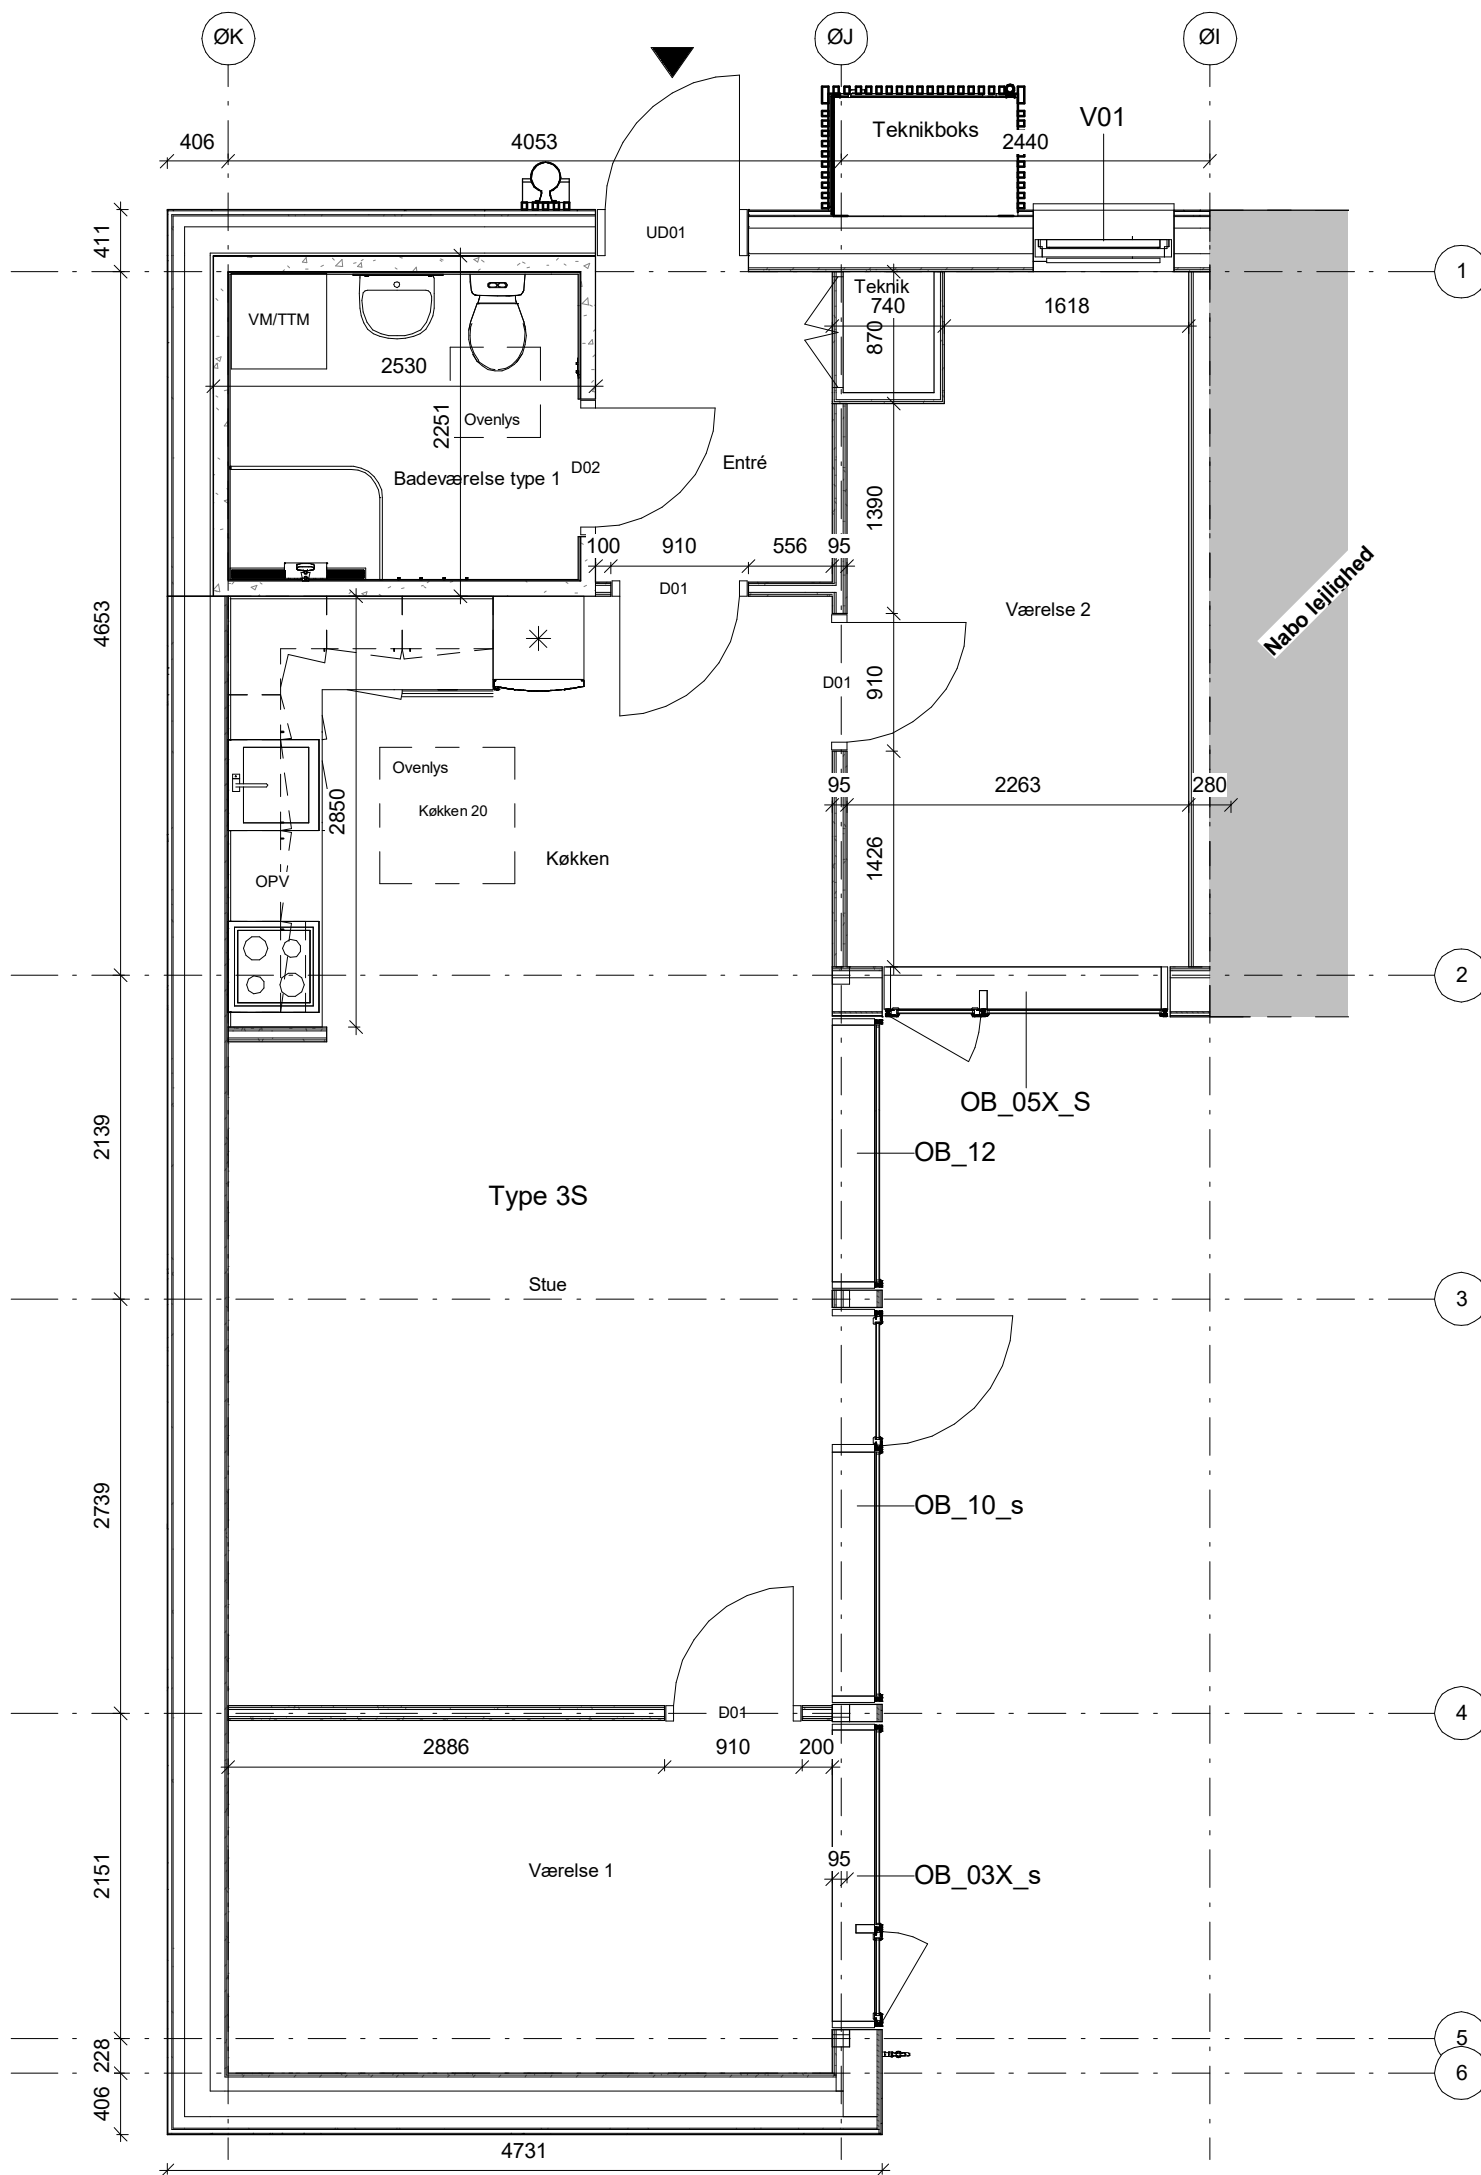 ØK
ØJ
ØI
Teknikboks
V01
406
4053
2440
411
UD01
1
Teknik
VM/TTM
740
1618
870
2530
2251
Ovenlys
Badeværelse type 1
D02
Entré
1390
100
910
556
95
D01
4653
Værelse 2
Nabo lejlighed
D01
910
Ovenlys
Køkken 20
2850
95
2263
280
Køkken
1426
OPV
2
OB_05X_S
2139
OB_12
Type 3S
Stue
3
2739
OB_10_s
D01
4
2886
910
200
2151
Værelse 1
95
OB_03X_s
5
228
6
406
4731